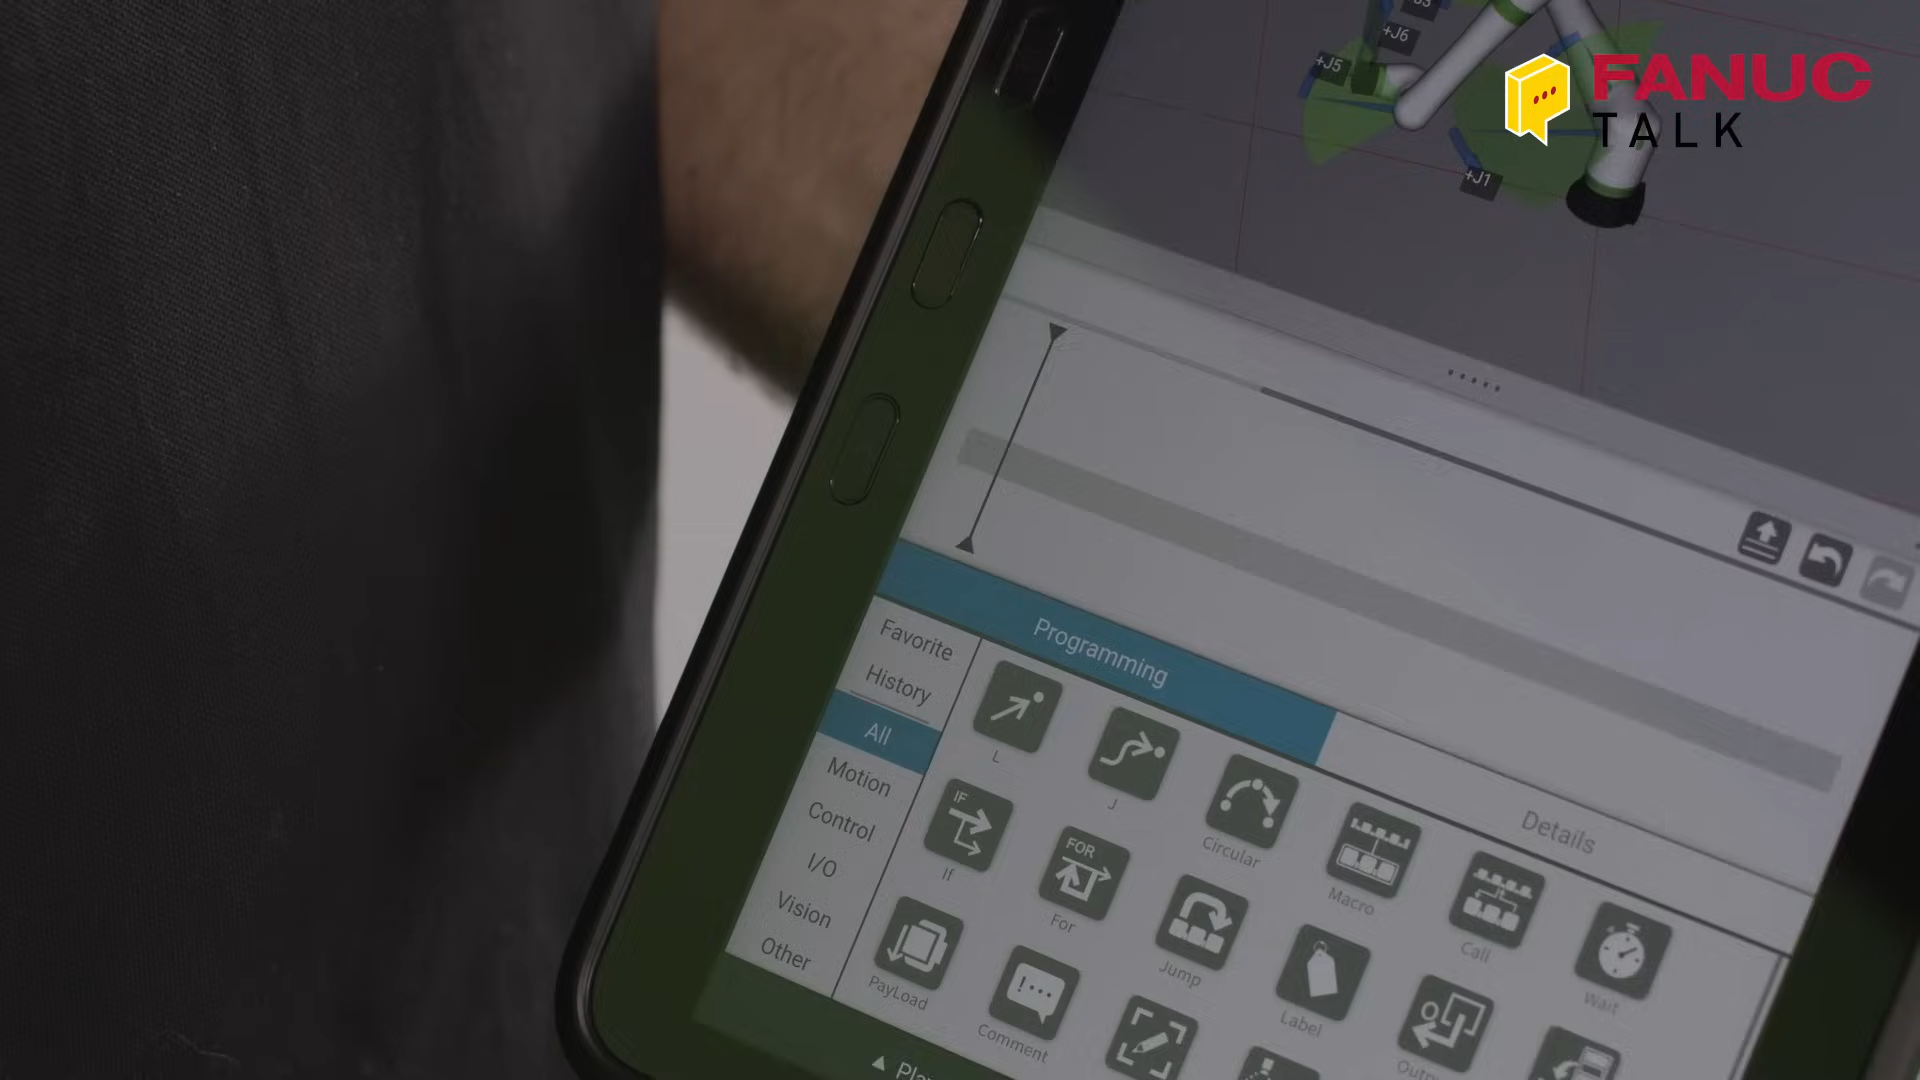 +J6
+J5
+J1
FANUC
TALK
Programming
Details
Favorite
History
All
Motion
Control
I/O
Vision
Other
L
J
Circular
Macro
Call
Wait
IF
If
FOR
For
Jump
Label
PayLoad
Comment